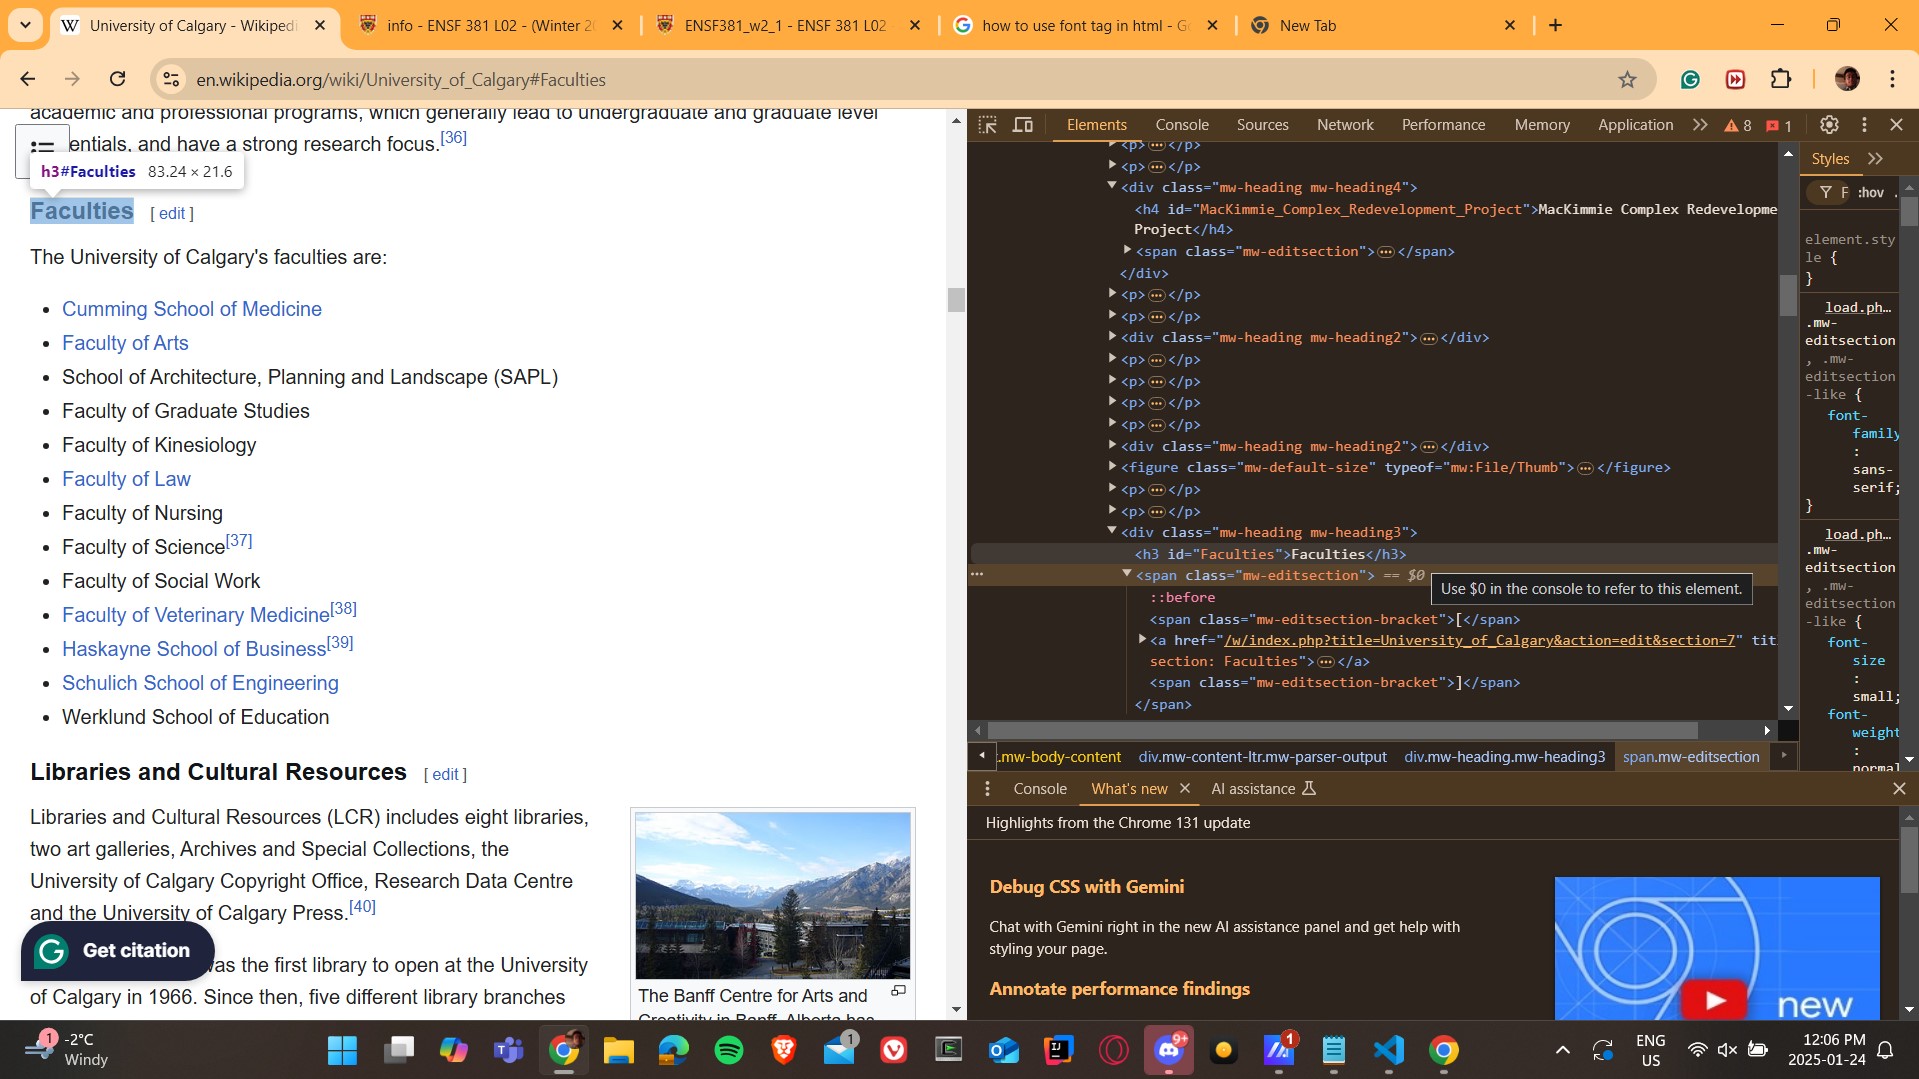 University of Calgary - Wikipedi
info - ENSF 381 L02 - (Winter 20
ENSF381_w2_1 - ENSF 381 L02
how to use font tag in html - Go
New Tab
en.wikipedia.org/wiki/University_of_Calgary#Faculties
academic and professional programs, which generally lead to undergraduate and graduate level
entials, and have a strong research focus.[36]
h3#Faculties 83.24 × 21.6
Faculties [ edit ]
The University of Calgary's faculties are:
Cumming School of Medicine
Faculty of Arts
School of Architecture, Planning and Landscape (SAPL)
Faculty of Graduate Studies
Faculty of Kinesiology
Faculty of Law
Faculty of Nursing
Faculty of Science[37]
Faculty of Social Work
Faculty of Veterinary Medicine[38]
Haskayne School of Business[39]
Schulich School of Engineering
Werklund School of Education
Libraries and Cultural Resources [ edit ]
Libraries and Cultural Resources (LCR) includes eight libraries,
two art galleries, Archives and Special Collections, the
University of Calgary Copyright Office, Research Data Centre
and the University of Calgary Press.[40]
Get citation
was the first library to open at the University
of Calgary in 1966. Since then, five different library branches
The Banff Centre for Arts and
Creativity in Banff, Alberta has
Elements Console Sources Network Performance Memory Application 8 1
<p>…</p>
<p>…</p>
<div class="mw-heading mw-heading4">
<h4 id="MacKimmie_Complex_Redevelopment_Project">MacKimmie Complex Redevelopme
Project</h4>
<span class="mw-editsection">…</span>
</div>
<p>…</p>
<p>…</p>
<div class="mw-heading mw-heading2">…</div>
<p>…</p>
<p>…</p>
<p>…</p>
<p>…</p>
<div class="mw-heading mw-heading2">…</div>
<figure class="mw-default-size" typeof="mw:File/Thumb">…</figure>
<p>…</p>
<p>…</p>
<div class="mw-heading mw-heading3">
<h3 id="Faculties">Faculties</h3>
<span class="mw-editsection"> == $0
Use $0 in the console to refer to this element.
::before
<span class="mw-editsection-bracket">[</span>
<a href="/w/index.php?title=University_of_Calgary&action=edit&section=7" tit
section: Faculties">…</a>
<span class="mw-editsection-bracket">]</span>
</span>
.mw-body-content div.mw-content-ltr.mw-parser-output div.mw-heading.mw-heading3 span.mw-editsection
Styles
F :hov .
element.sty
le {
}
load.ph…
.mw-
editsection
, .mw-
editsection
-like {
font-
family
:
sans-
serif;
}
load.ph…
.mw-
editsection
, .mw-
editsection
-like {
font-
size
:
small;
font-
weight
:
normal
Console What's new AI assistance
Highlights from the Chrome 131 update
Debug CSS with Gemini
Chat with Gemini right in the new AI assistance panel and get help with
styling your page.
Annotate performance findings
new
1
-2°C
Windy
1
9+
1
ENG
US
12:06 PM
2025-01-24